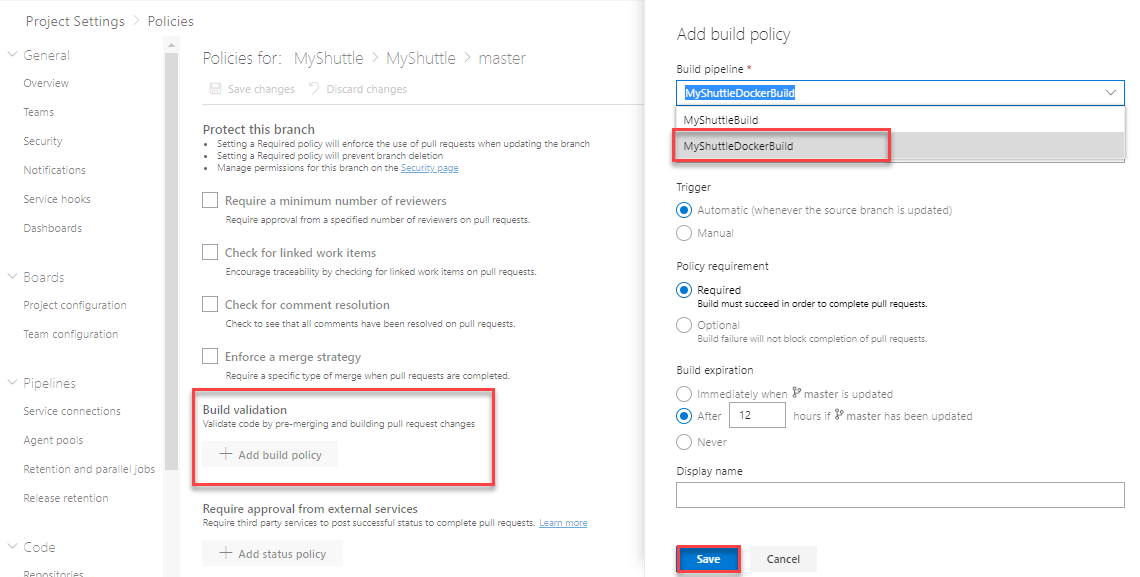 Project Settings > Policies
General
Overview
Teams
Security
Notifications
Service hooks
Dashboards
Boards
Project configuration
Team configuration
Pipelines
Service connections
Agent pools
Retention and parallel jobs
Release retention
Code
Repositories
Policies for: MyShuttle > MyShuttle > master
Save changes Discard changes
Protect this branch
• Setting a Required policy will enforce the use of pull requests when updating the branch
• Setting a Required policy will prevent branch deletion
• Manage permissions for this branch on the Security page
Require a minimum number of reviewers
Require approval from a specified number of reviewers on pull requests.
Check for linked work items
Encourage traceability by checking for linked work items on pull requests.
Check for comment resolution
Check to see that all comments have been resolved on pull requests.
Enforce a merge strategy
Require a specific type of merge when pull requests are completed.
Build validation
Validate code by pre-merging and building pull request changes
+ Add build policy
Require approval from external services
Require third party services to post successful status to complete pull requests. Learn more
+ Add status policy
Add build policy
Build pipeline *
MyShuttleDockerBuild
MyShuttleBuild
MyShuttleDockerBuild
Trigger
Automatic (whenever the source branch is updated)
Manual
Policy requirement
Required
Build must succeed in order to complete pull requests.
Optional
Build failure will not block completion of pull requests.
Build expiration
Immediately when master is updated
After 12 hours if master has been updated
Never
Display name
Save Cancel